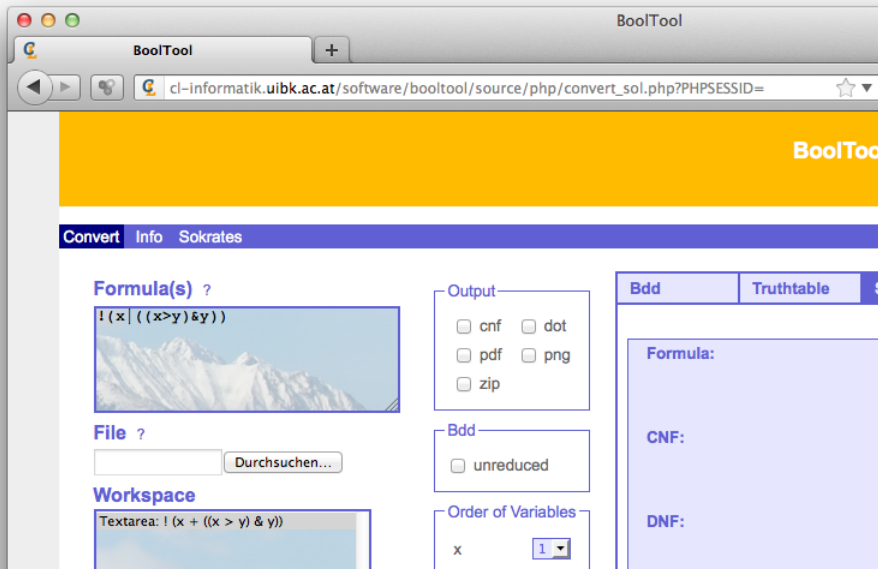 BoolTool
BoolTool
cl-informatik.uibk.ac.at/software/booltool/source/php/convert_sol.php?PHPSESSID=
BoolToo
Convert Info Sokrates
Formula(s) ?
!(x|((x>y)&y))
File ?
Durchsuchen...
Workspace
Textarea: ! (x + ((x > y) & y))
Output
cnf dot
pdf png
zip
Bdd
unreduced
Order of Variables
x 1
Bdd Truthtable S
Formula:
CNF:
DNF: